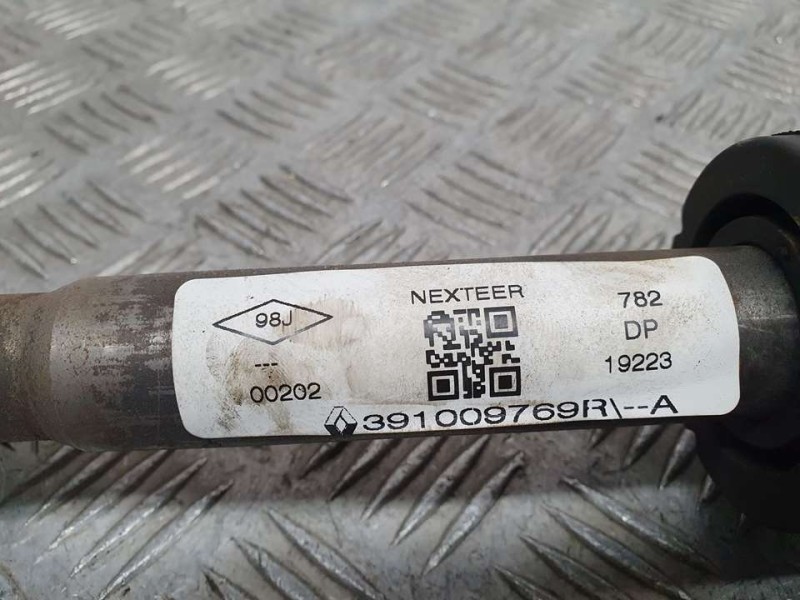 98J
---
00202
NEXTEER
782
DP
19223
391009769R\--A